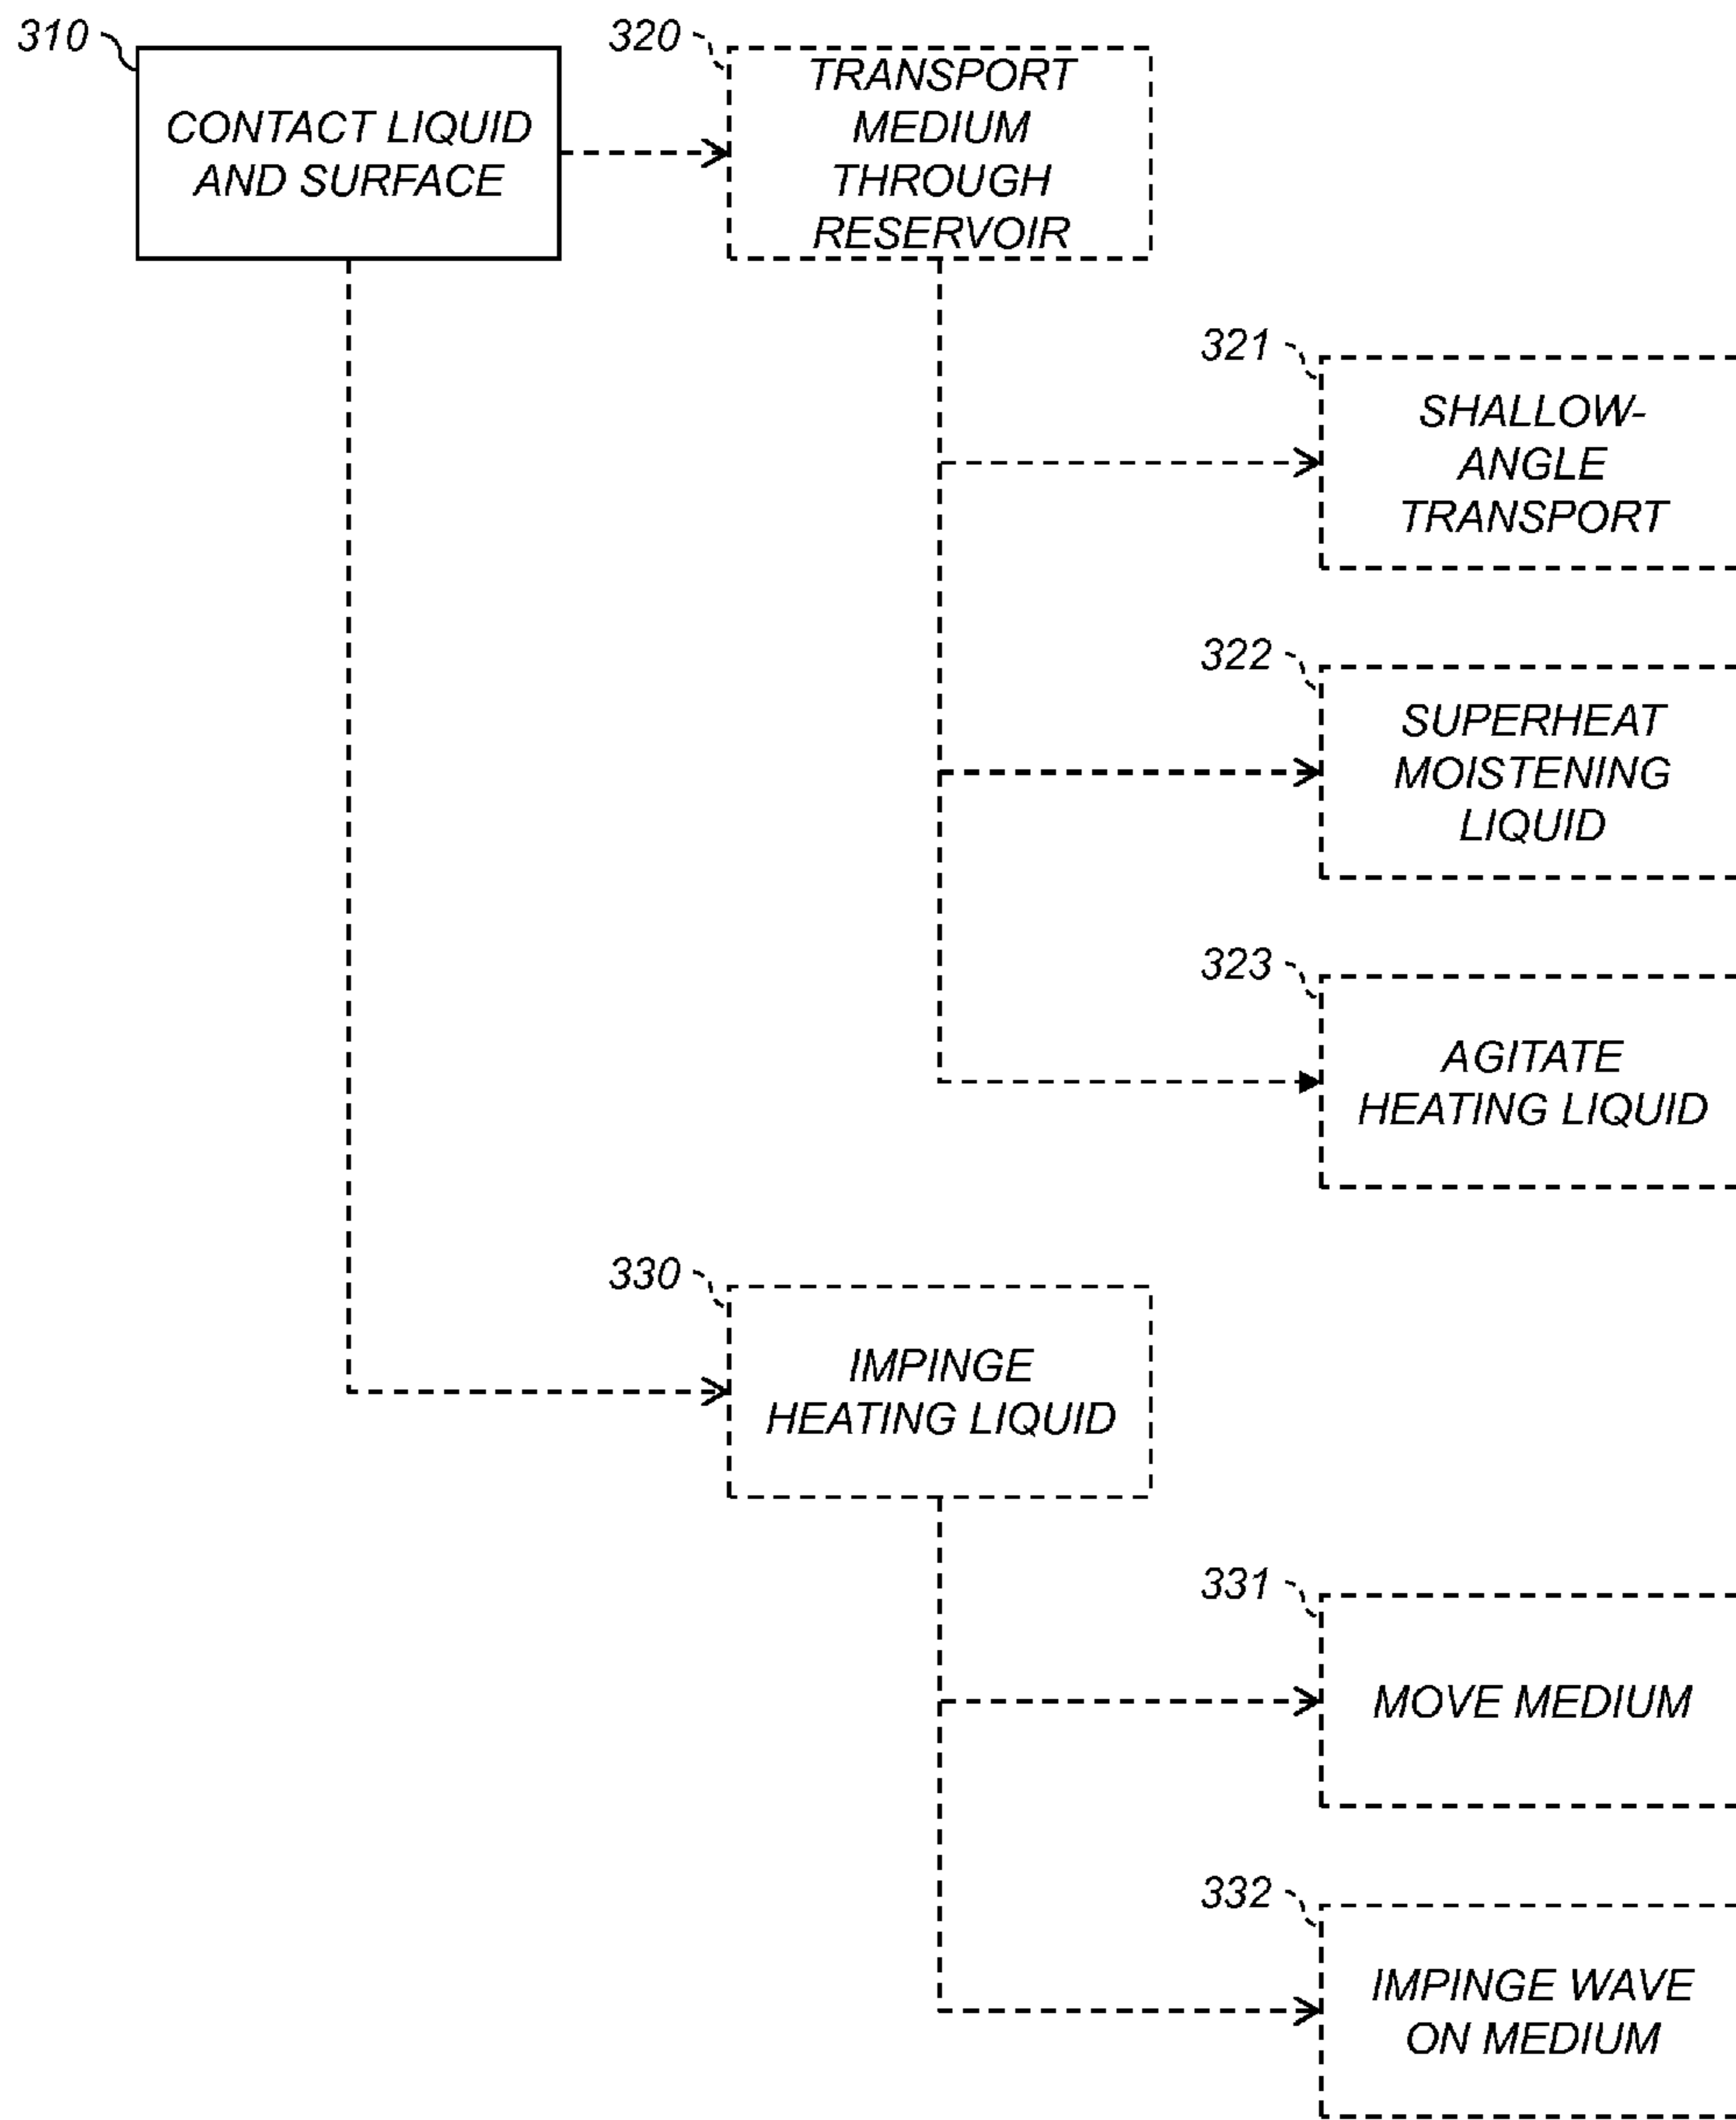 310
CONTACT LIQUID
AND SURFACE
320
TRANSPORT
MEDIUM
THROUGH
RESERVOIR
321
SHALLOW-
ANGLE
TRANSPORT
322
SUPERHEAT
MOISTENING
LIQUID
323
AGITATE
HEATING LIQUID
330
IMPINGE
HEATING LIQUID
331
MOVE MEDIUM
332
IMPINGE WAVE
ON MEDIUM